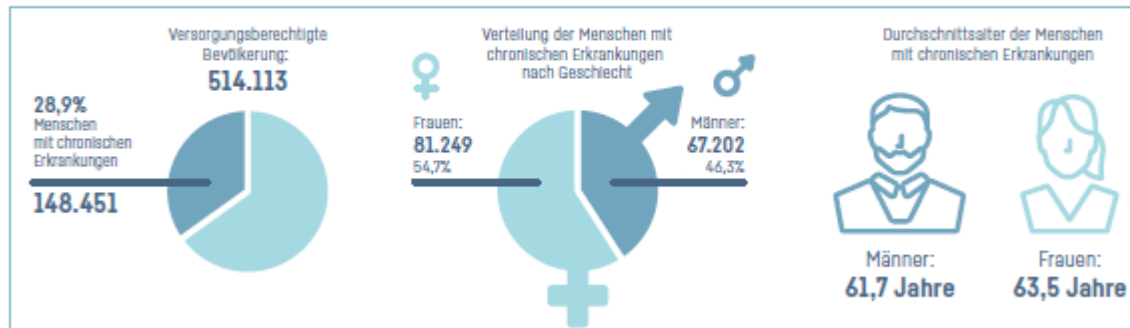 Versorgungsberechtigte
Bevölkerung:
514.113
28,9%
Menschen
mit chronischen
Erkrankungen
148.451
Verteilung der Menschen mit
chronischen Erkrankungen
nach Geschlecht
Frauen:
81.249
54,7%
Männer:
67.202
46,3%
Durchschnittsalter der Menschen
mit chronischen Erkrankungen
Männer:
61,7 Jahre
Frauen:
63,5 Jahre